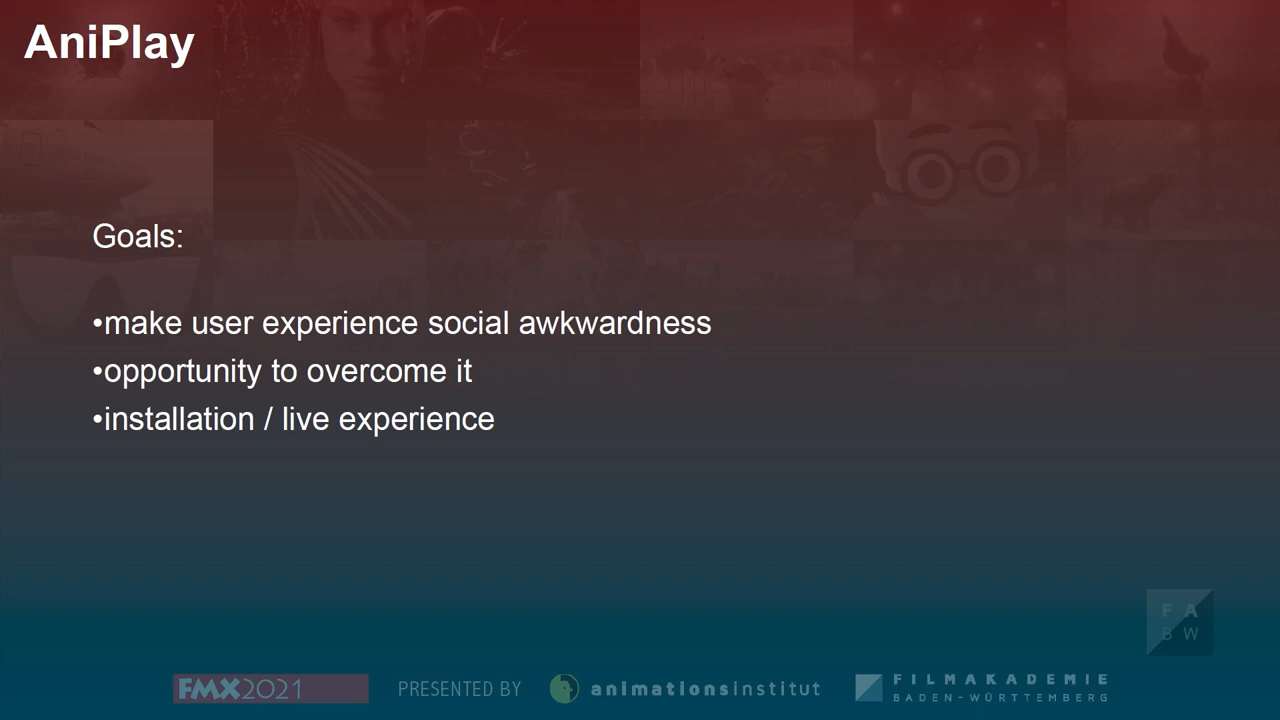 AniPlay
Goals:
•make user experience social awkwardness
•opportunity to overcome it
•installation / live experience
F A
B W
FMX2021 PRESENTED BY animationsinstitut FILMAKADEMIE
BADEN-WÜRTTEMBERG